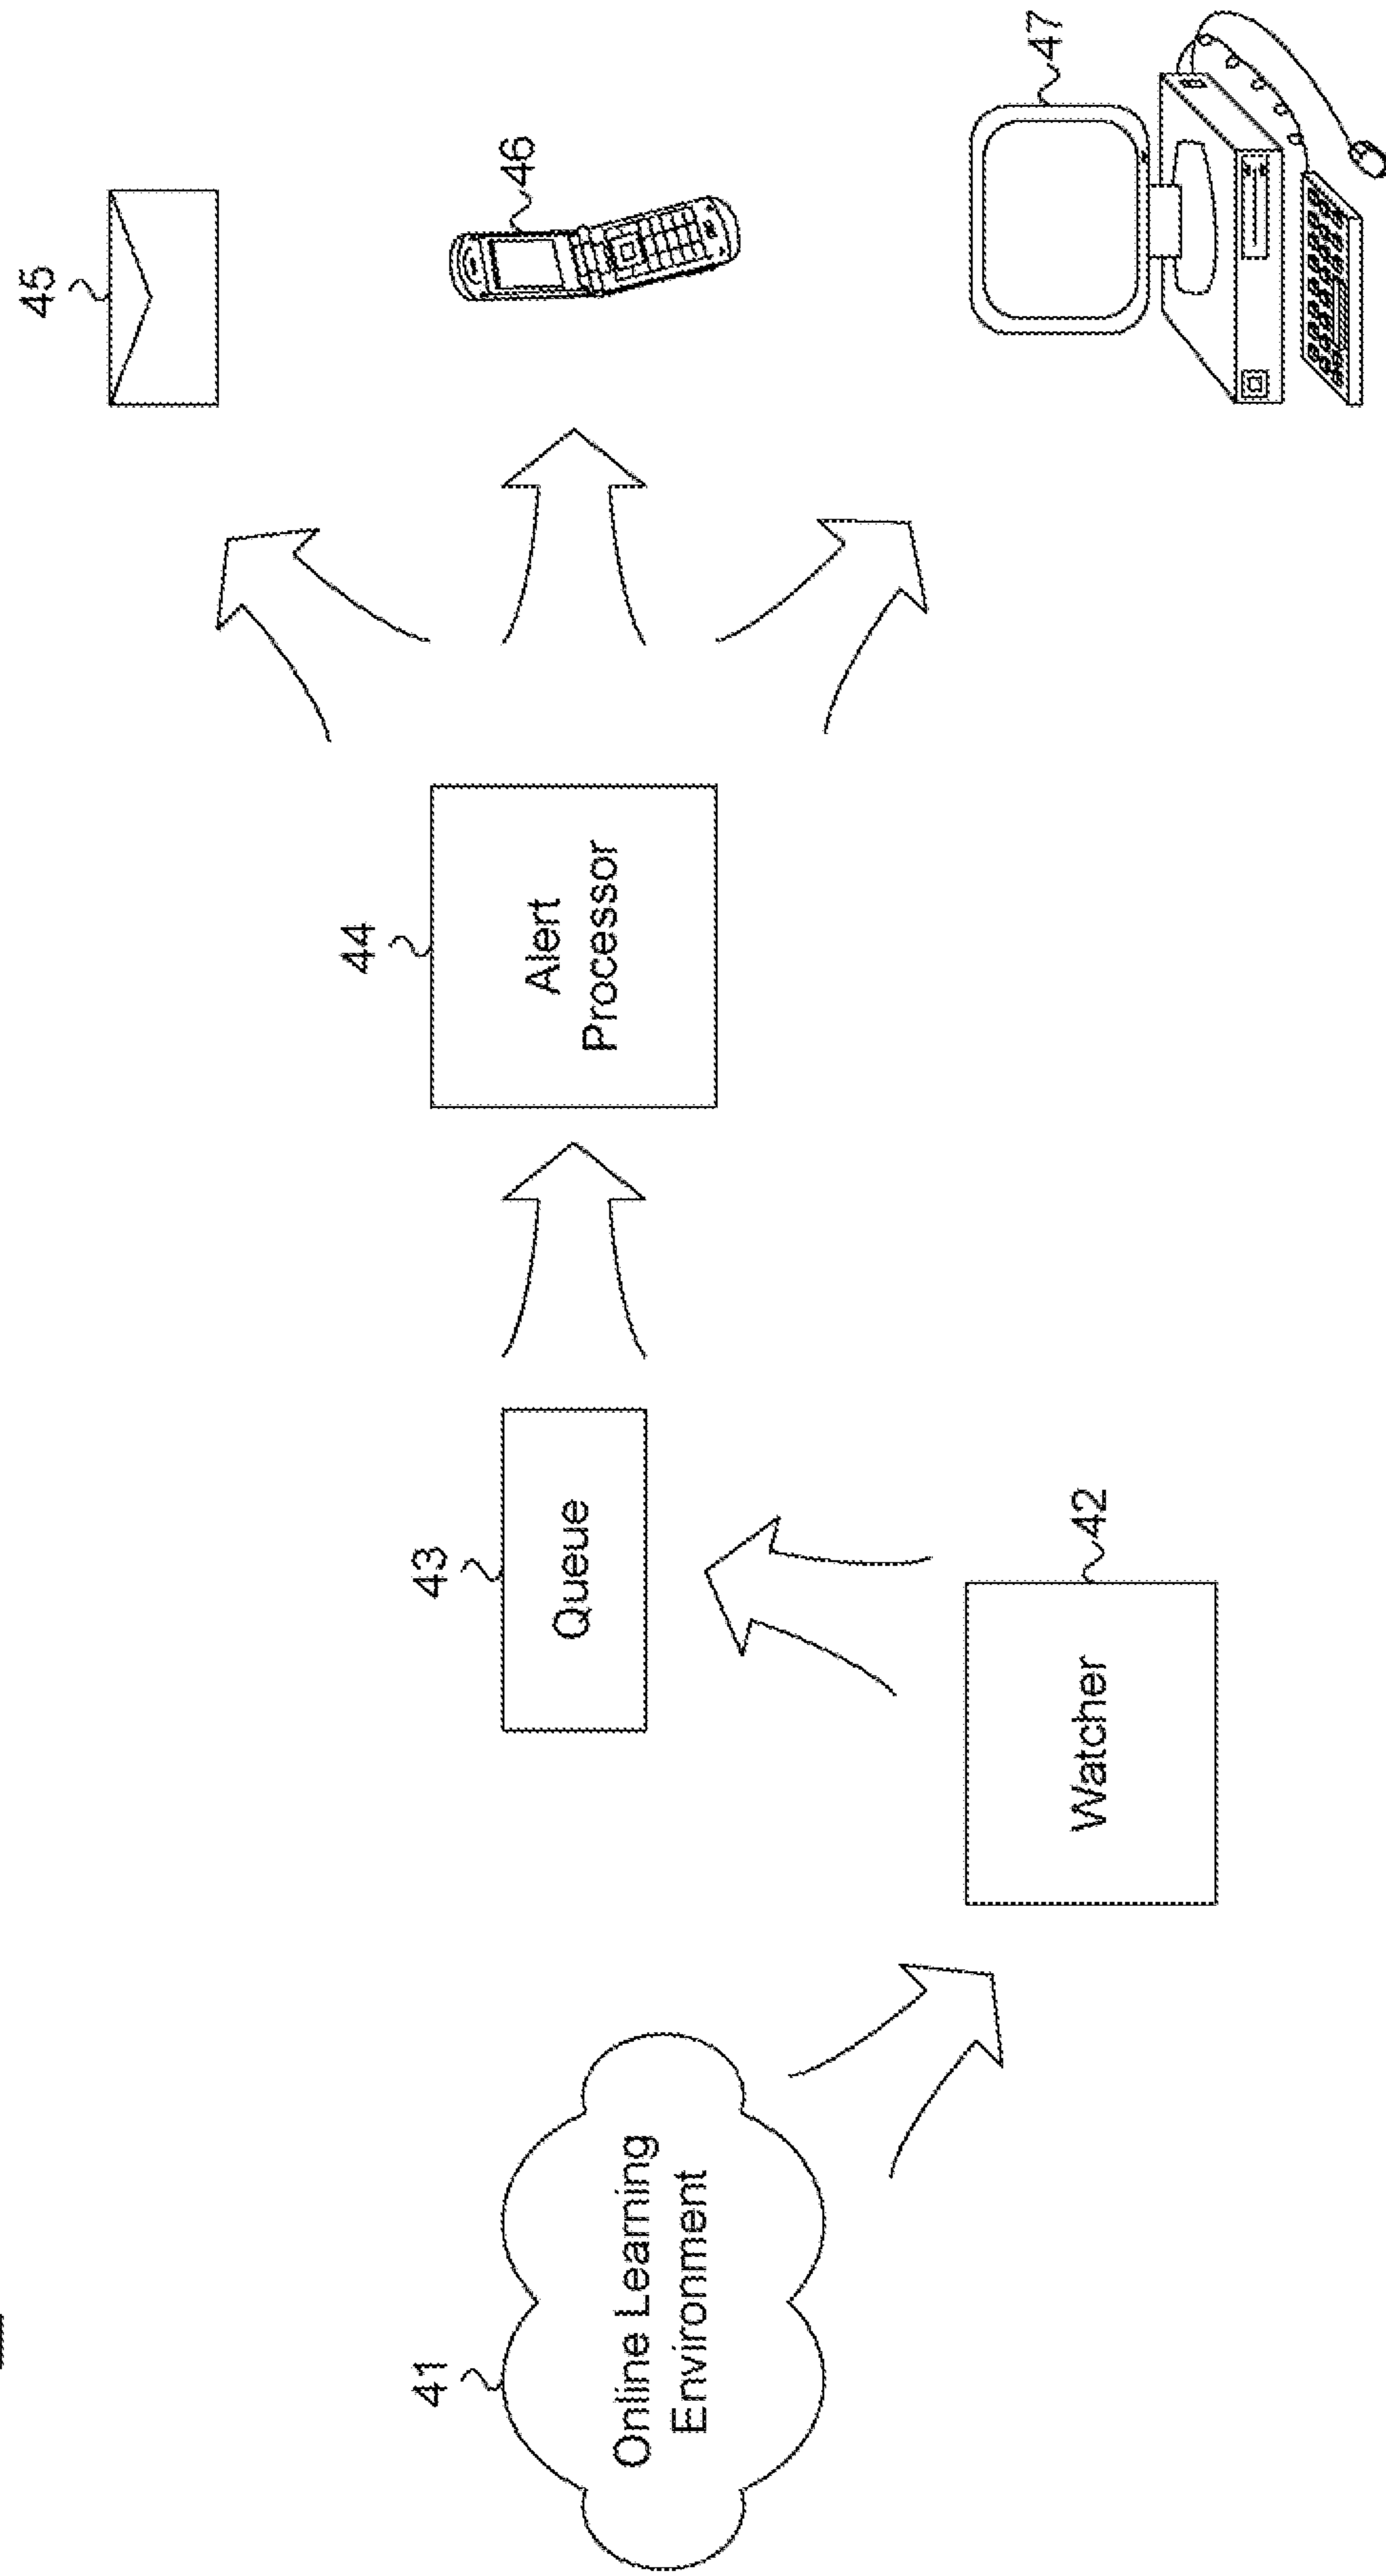 41
Online Learning
Environment
42
Watcher
43
Queue
44
Alert
Processor
45
46
47